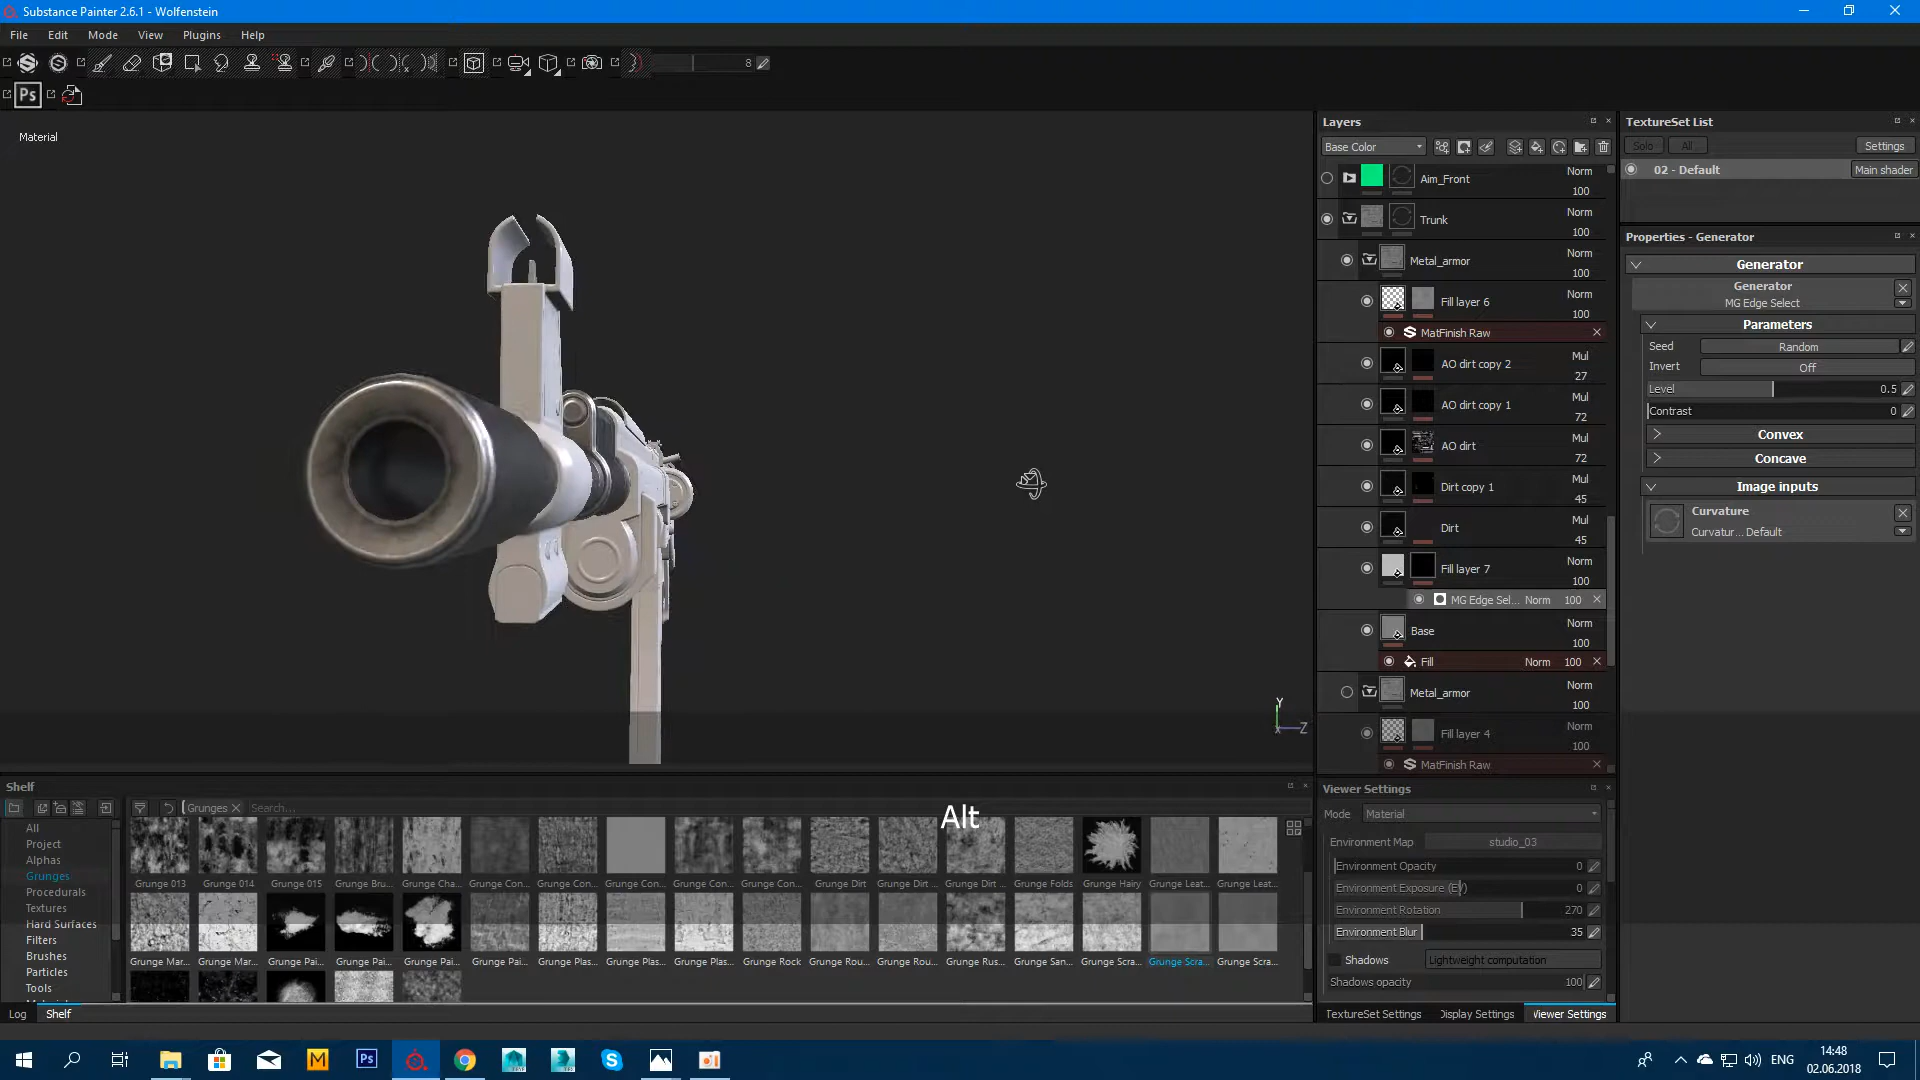 Substance Painter 2.6.1 - Wolfenstein
File Edit Mode View Plugins Help
8
Ps
Material
Alt
Y
X Z
Layers
Base Color
Aim_Front Norm 100
Trunk Norm 100
Metal_armor Norm 100
Fill layer 6 Norm 100
MatFinish Raw
AO dirt copy 2 Mul 27
AO dirt copy 1 Mul 72
AO dirt Mul 72
Dirt copy 1 Mul 45
Dirt Mul 45
Fill layer 7 Norm 100
MG Edge Sel... Norm 100
Base Norm 100
Fill Norm 100
Metal_armor Norm 100
Fill layer 4 Norm 100
MatFinish Raw
TextureSet List
Solo All Settings
02 - Default Main shader
Properties - Generator
Generator
Generator
MG Edge Select
Parameters
Seed Random
Invert Off
Level 0.5
Contrast 0
Convex
Concave
Image inputs
Curvature
Curvatur... Default
Shelf
Grunges Search...
All
Project
Alphas
Grunges
Procedurals
Textures
Hard Surfaces
Filters
Brushes
Particles
Tools
Grunge 013 Grunge 014 Grunge 015 Grunge Bru... Grunge Cha... Grunge Con... Grunge Con... Grunge Con... Grunge Con... Grunge Con... Grunge Dirt Grunge Dirt ... Grunge Dirt ... Grunge Folds Grunge Hairy Grunge Leat... Grunge Leat...
Grunge Mar... Grunge Mar... Grunge Pai... Grunge Pai... Grunge Pai... Grunge Pai... Grunge Plas... Grunge Plas... Grunge Plas... Grunge Rock Grunge Rou... Grunge Rou... Grunge Rus... Grunge San... Grunge Scra... Grunge Scra... Grunge Scra...
Log Shelf
Viewer Settings
Mode Material
Environment Map studio_03
Environment Opacity 0
Environment Exposure (EV) 0
Environment Rotation 270
Environment Blur 35
Shadows Lightweight computation
Shadows opacity 100
TextureSet Settings Display Settings Viewer Settings
ENG
14:48
02.06.2018